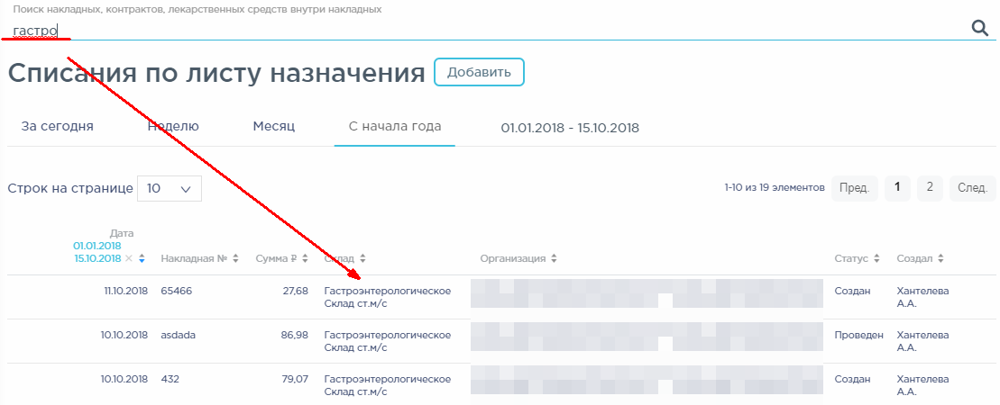 Поиск накладных, контрактов, лекарственных средств внутри накладных
гастро
Списания по листу назначения Добавить
За сегодня Неделю Месяц С начала года 01.01.2018 - 15.10.2018
Строк на странице 10 1-10 из 19 элементов Пред. 1 2 След.
Дата
01.01.2018
15.10.2018 × Накладная № Сумма ₽ Склад Организация Статус Создал
11.10.2018 65466 27,68 Гастроэнтерологическое Создан Хантелева
Склад ст.м/с А.А.
10.10.2018 asdada 86,98 Гастроэнтерологическое Проведен Хантелева
Склад ст.м/с А.А.
10.10.2018 432 79,07 Гастроэнтерологическое Создан Хантелева
Склад ст.м/с А.А.